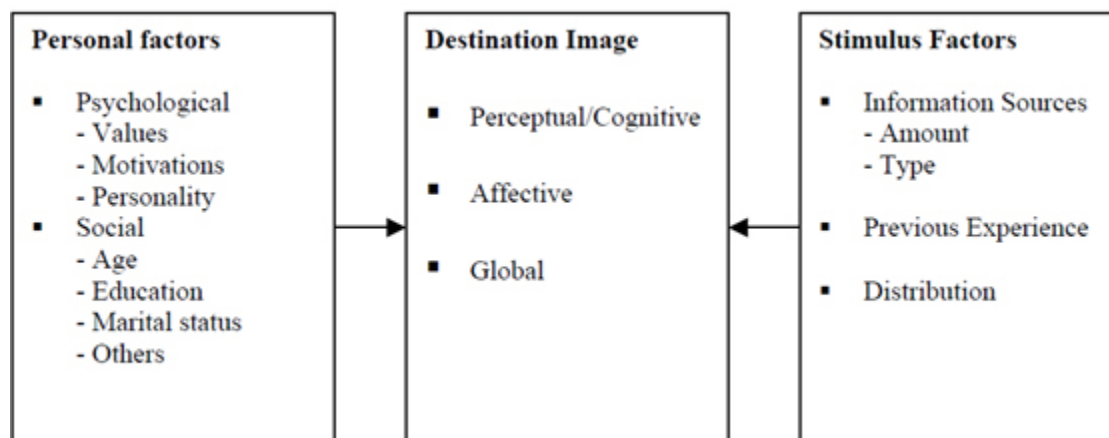 Personal factors
▪ Psychological
- Values
- Motivations
- Personality
▪ Social
- Age
- Education
- Marital status
- Others
Destination Image
▪ Perceptual/Cognitive
▪ Affective
▪ Global
Stimulus Factors
▪ Information Sources
- Amount
- Type
▪ Previous Experience
▪ Distribution